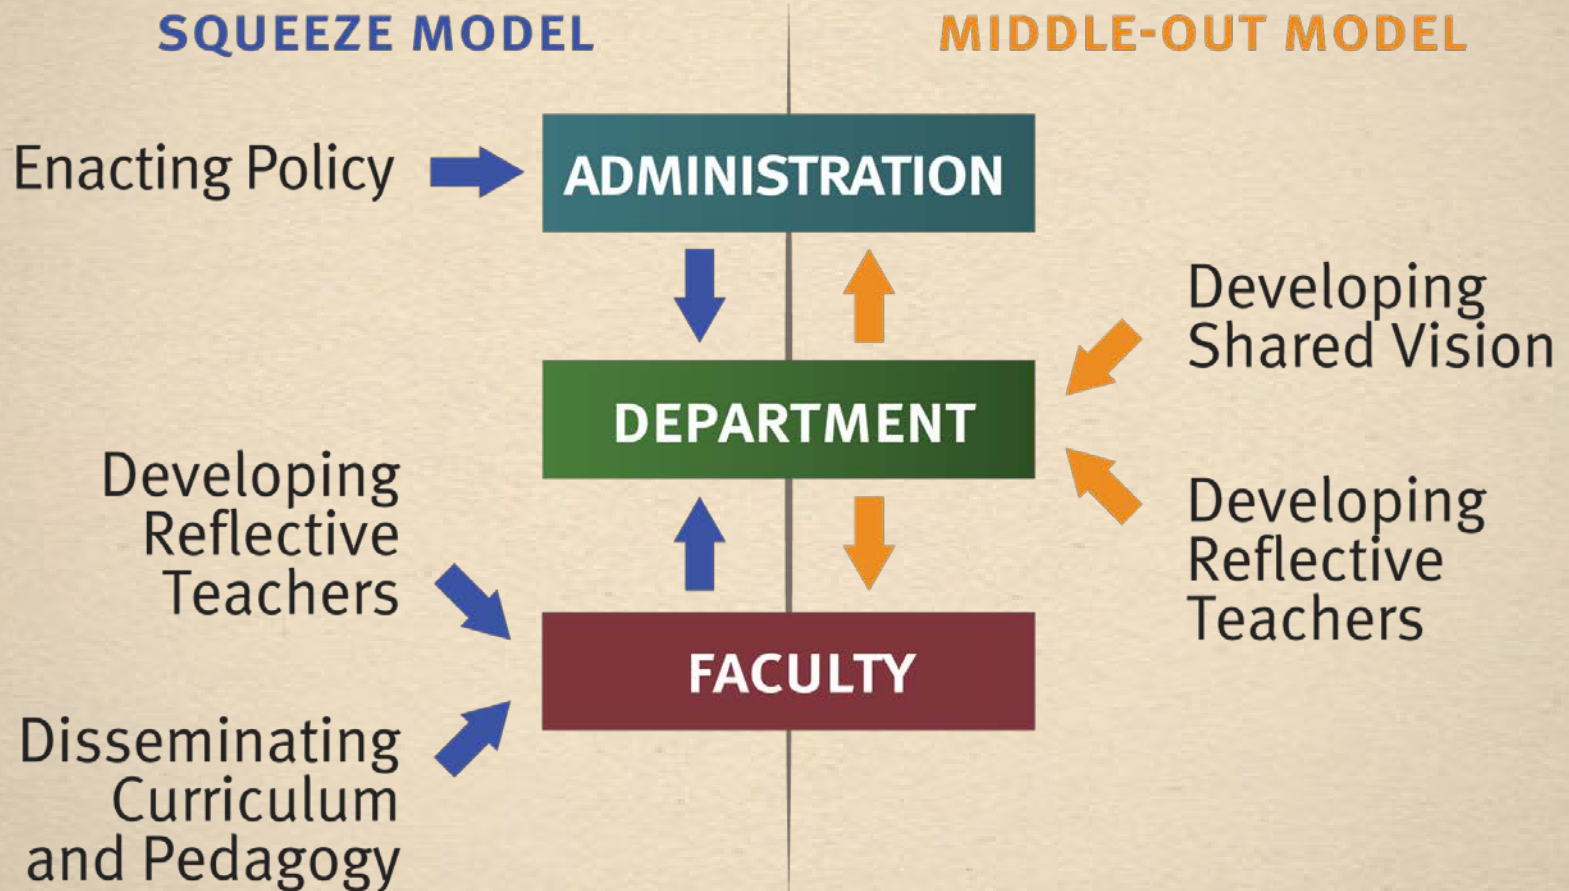 SQUEEZE MODEL
MIDDLE-OUT MODEL
Enacting Policy
ADMINISTRATION
Developing
Shared Vision
DEPARTMENT
Developing
Reflective
Teachers
Developing
Reflective
Teachers
FACULTY
Disseminating
Curriculum
and Pedagogy